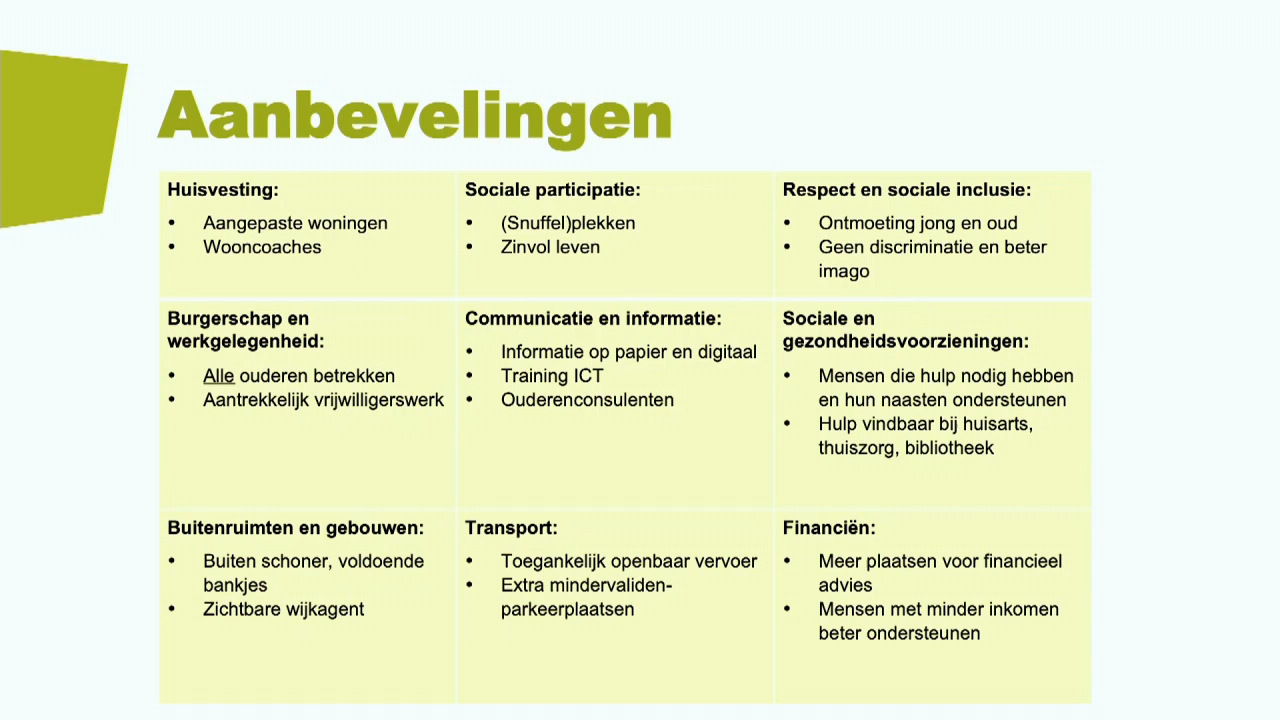 Aanbevelingen
Huisvesting:
• Aangepaste woningen
• Wooncoaches
Sociale participatie:
• (Snuffel)plekken
• Zinvol leven
Respect en sociale inclusie:
• Ontmoeting jong en oud
• Geen discriminatie en beter
imago
Burgerschap en
werkgelegenheid:
• Alle ouderen betrekken
• Aantrekkelijk vrijwilligerswerk
Communicatie en informatie:
• Informatie op papier en digitaal
• Training ICT
• Ouderenconsulenten
Sociale en
gezondheidsvoorzieningen:
• Mensen die hulp nodig hebben
en hun naasten ondersteunen
• Hulp vindbaar bij huisarts,
thuiszorg, bibliotheek
Buitenruimten en gebouwen:
• Buiten schoner, voldoende
bankjes
• Zichtbare wijkagent
Transport:
• Toegankelijk openbaar vervoer
• Extra mindervaliden-
parkeerplaatsen
Financiën:
• Meer plaatsen voor financieel
advies
• Mensen met minder inkomen
beter ondersteunen